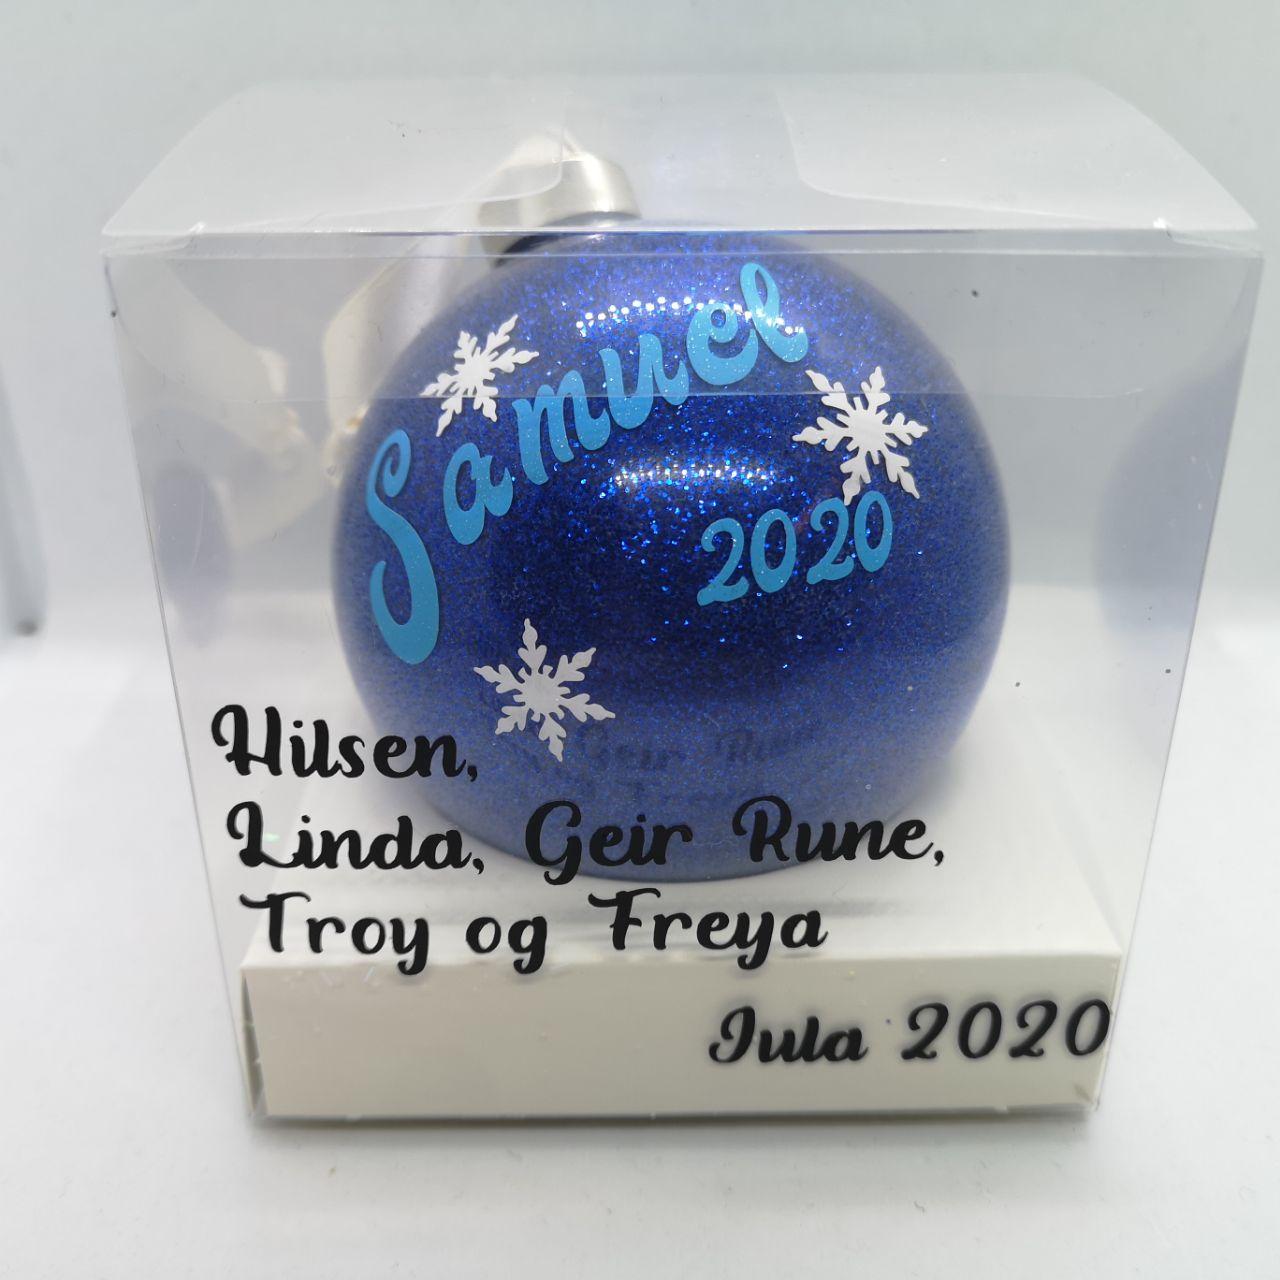 Samuel
2020
Hilsen,
Linda, Geir Rune,
Troy og Freya
Jula 2020